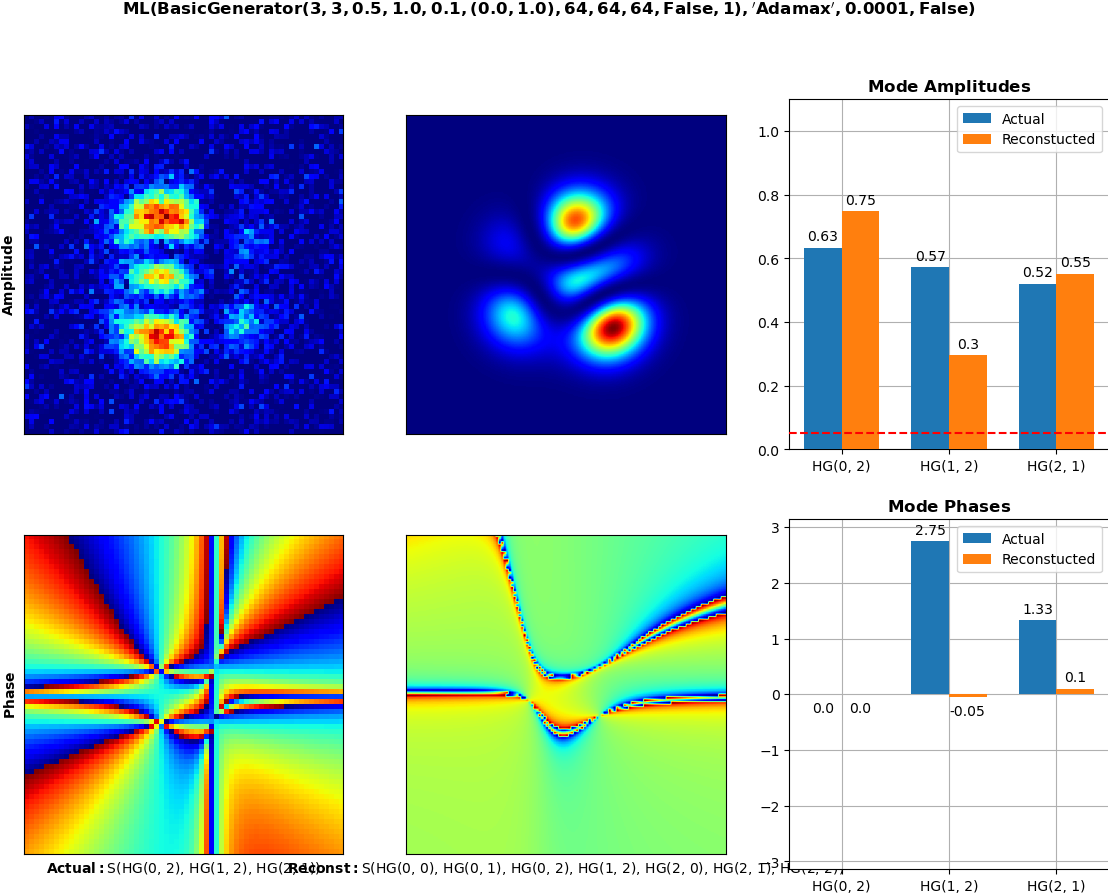 ML(BasicGenerator(3, 3, 0.5, 1.0, 0.1, (0.0, 1.0), 64, 64, 64, False, 1), ′Adamax′, 0.0001, False)
Mode Amplitudes
Actual
Reconstucted
1.0
0.8
0.6
0.4
0.2
0.0
0.63
0.75
0.57
0.3
0.52
0.55
HG(0, 2)
HG(1, 2)
HG(2, 1)
Amplitude
Mode Phases
Actual
Reconstucted
3
2
1
0
−1
−2
−3
0.0
0.0
2.75
-0.05
1.33
0.1
HG(0, 2)
HG(1, 2)
HG(2, 1)
Phase
Actual: S(HG(0, 2), HG(1, 2), HG(2, 1))
Reconst: S(HG(0, 0), HG(0, 1), HG(0, 2), HG(1, 2), HG(2, 0), HG(2, 1), HG(2, 2))